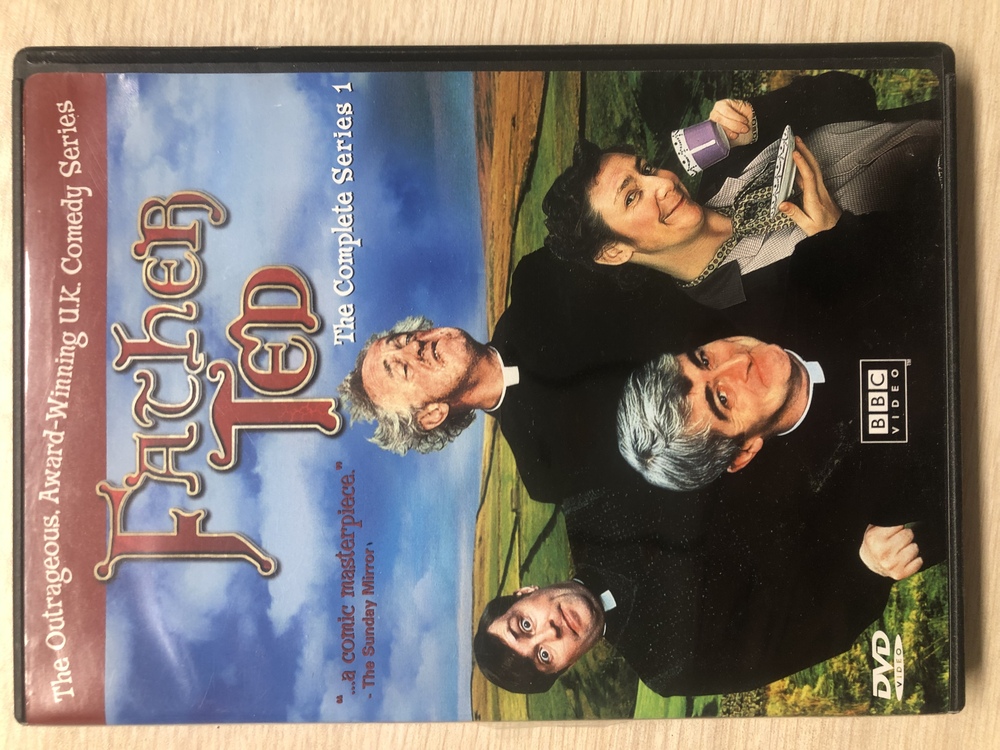 The Outrageous, Award-Winning U.K. Comedy Series
Father
Ted
"...a comic masterpiece."
- The Sunday Mirror
The Complete Series 1
DVD
VIDEO
BBC
VIDEO
TM